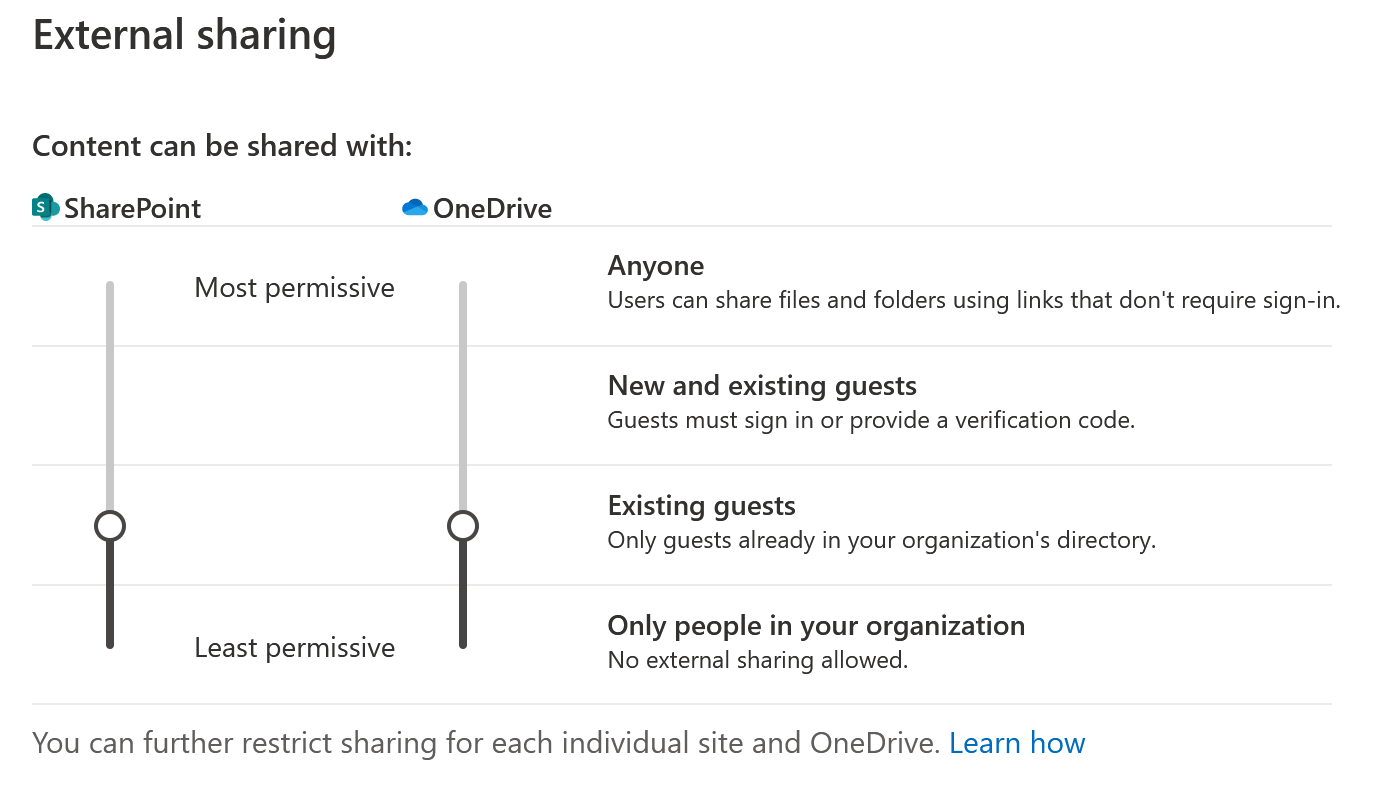 External sharing
Content can be shared with:
S SharePoint OneDrive
Most permissive
Anyone
Users can share files and folders using links that don't require sign-in.
New and existing guests
Guests must sign in or provide a verification code.
Existing guests
Only guests already in your organization's directory.
Least permissive
Only people in your organization
No external sharing allowed.
You can further restrict sharing for each individual site and OneDrive. Learn how